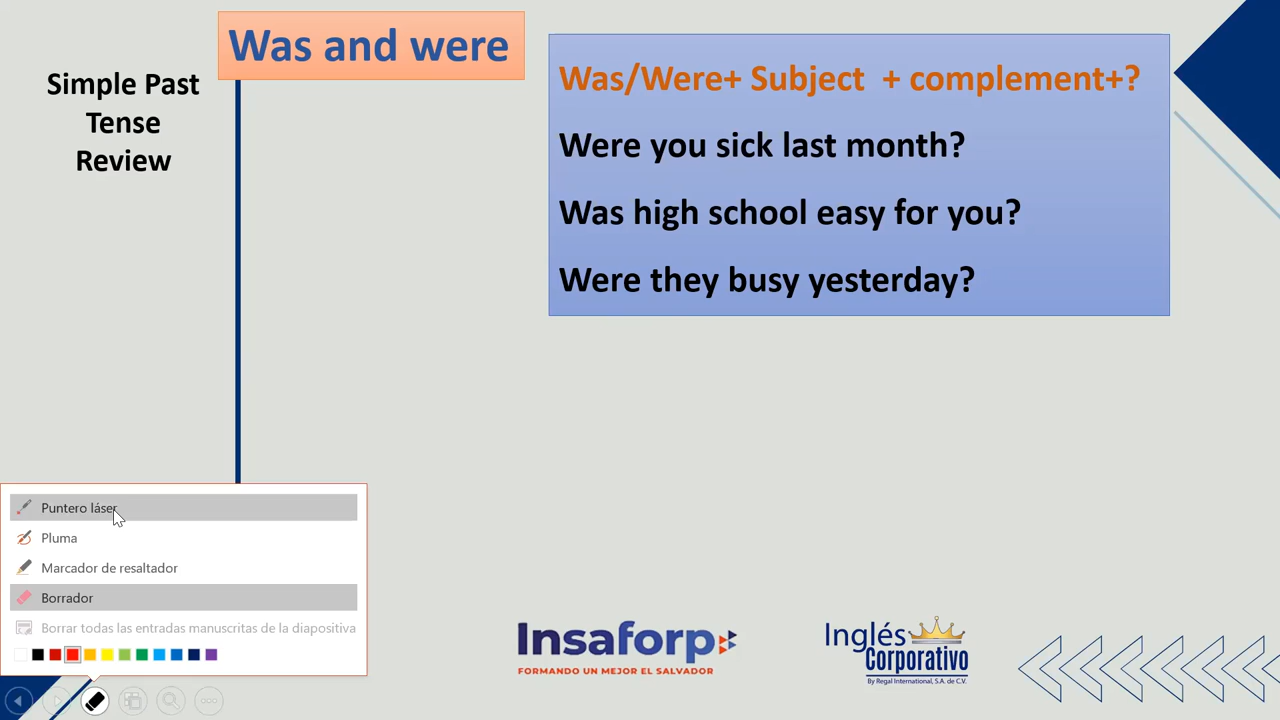 Was and were
Simple Past
Tense
Review
Was/Were+ Subject + complement+?
Were you sick last month?
Was high school easy for you?
Were they busy yesterday?
Puntero láser
Pluma
Marcador de resaltador
Borrador
Borrar todas las entradas manuscritas de la diapositiva
Insaforp
FORMANDO UN MEJOR EL SALVADOR
Inglés
Corporativo
By Regal International, S.A. de C.V.